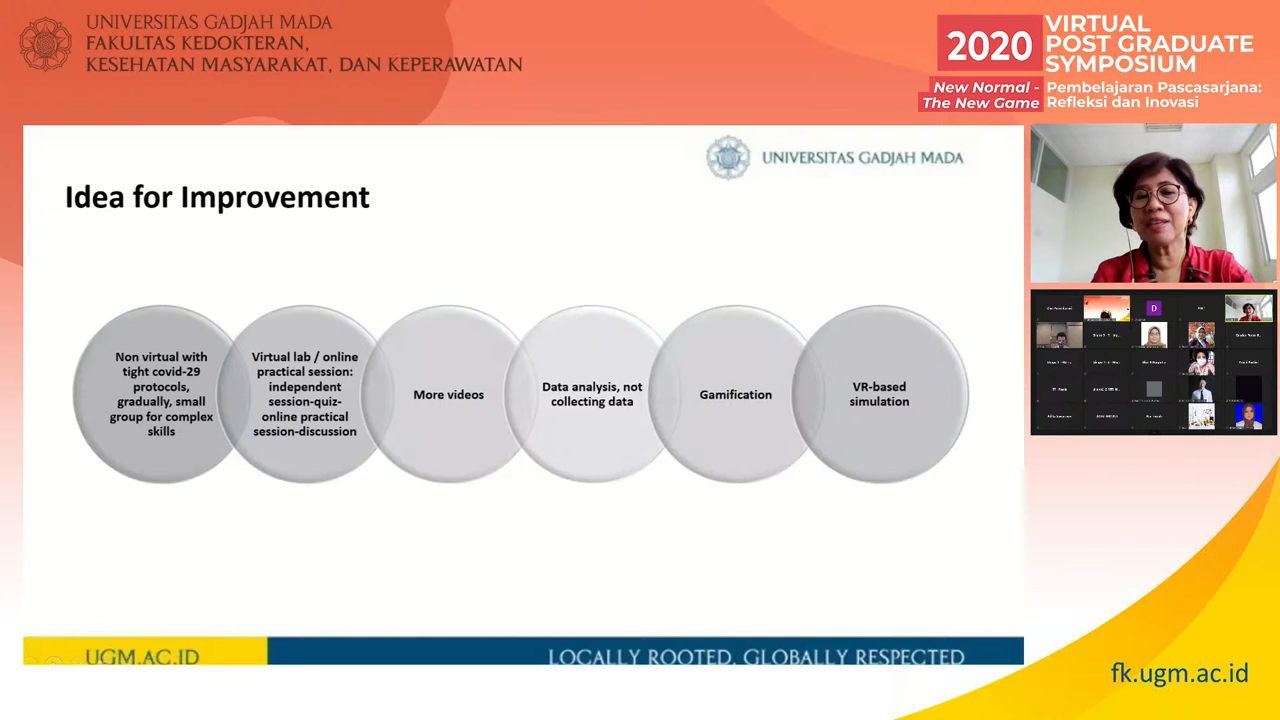 UNIVERSITAS GADJAH MADA
FAKULTAS KEDOKTERAN,
KESEHATAN MASYARAKAT, DAN KEPERAWATAN
2020
VIRTUAL
POST GRADUATE
SYMPOSIUM
New Normal -
The New Game
Pembelajaran Pascasarjana:
Refleksi dan Inovasi
UNIVERSITAS GADJAH MADA
Idea for Improvement
Non virtual with
tight covid-29
protocols,
gradually, small
group for complex
skills
Virtual lab / online
practical session:
independent
session-quiz-
online practical
session-discussion
More videos
Data analysis, not
collecting data
Gamification
VR-based
simulation
D
UGM.AC.ID
LOCALLY ROOTED, GLOBALLY RESPECTED
fk.ugm.ac.id